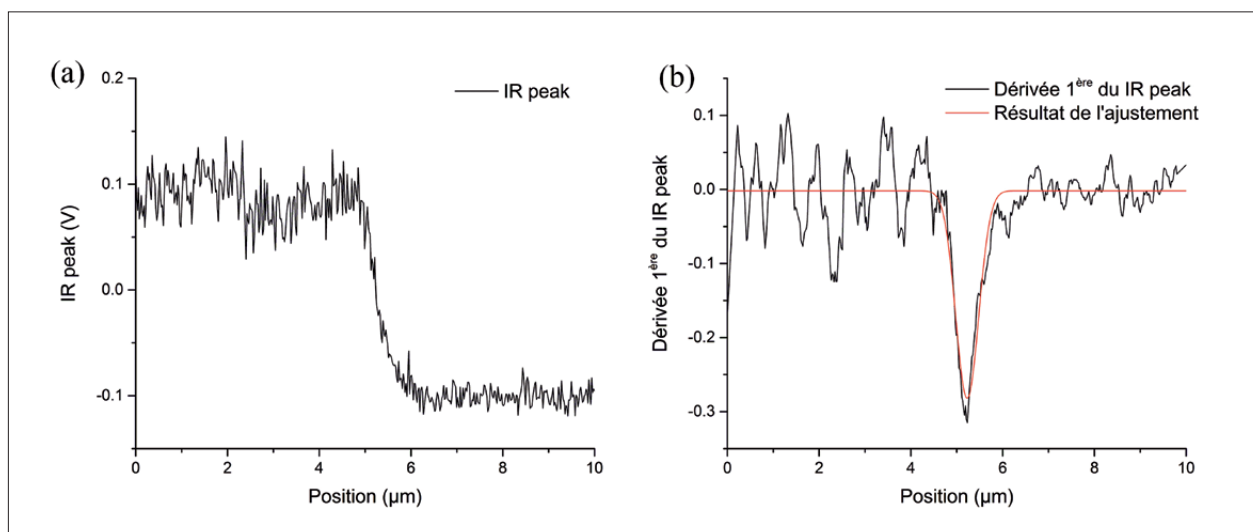 (a)
IR peak
0.2
0.1
0.0
-0.1
IR peak (V)
0
2
4
6
8
10
Position (µm)
(b)
Dérivée 1ère du IR peak
Résultat de l'ajustement
0.1
0.0
-0.1
-0.2
-0.3
Dérivée 1ère du IR peak
0
2
4
6
8
10
Position (µm)